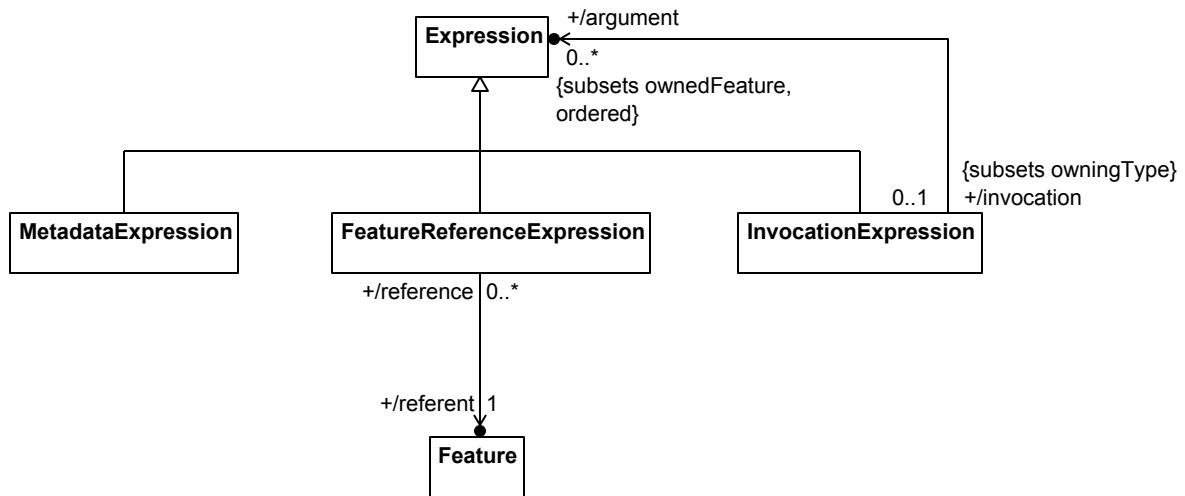 +/argument
Expression
0..*
{subsets ownedFeature,
ordered}
{subsets owningType}
0..1
+/invocation
MetadataExpression
FeatureReferenceExpression
InvocationExpression
+/reference
0..*
+/referent
1
Feature